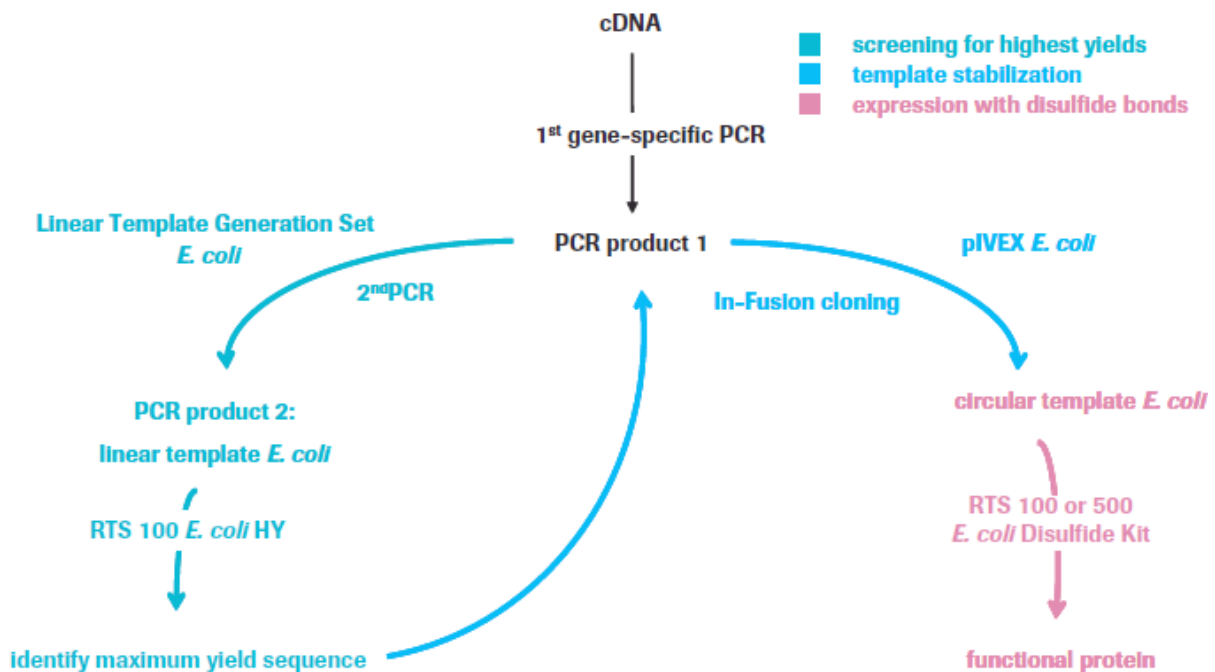 cDNA
screening for highest yields
template stabilization
expression with disulfide bonds
1st gene-specific PCR
Linear Template Generation Set
E. coli
PCR product 1
pIVEX E. coli
2ndPCR
In-Fusion cloning
PCR product 2:
linear template E. coli
circular template E. coli
RTS 100 E. coli HY
RTS 100 or 500
E. coli Disulfide Kit
identify maximum yield sequence
functional protein